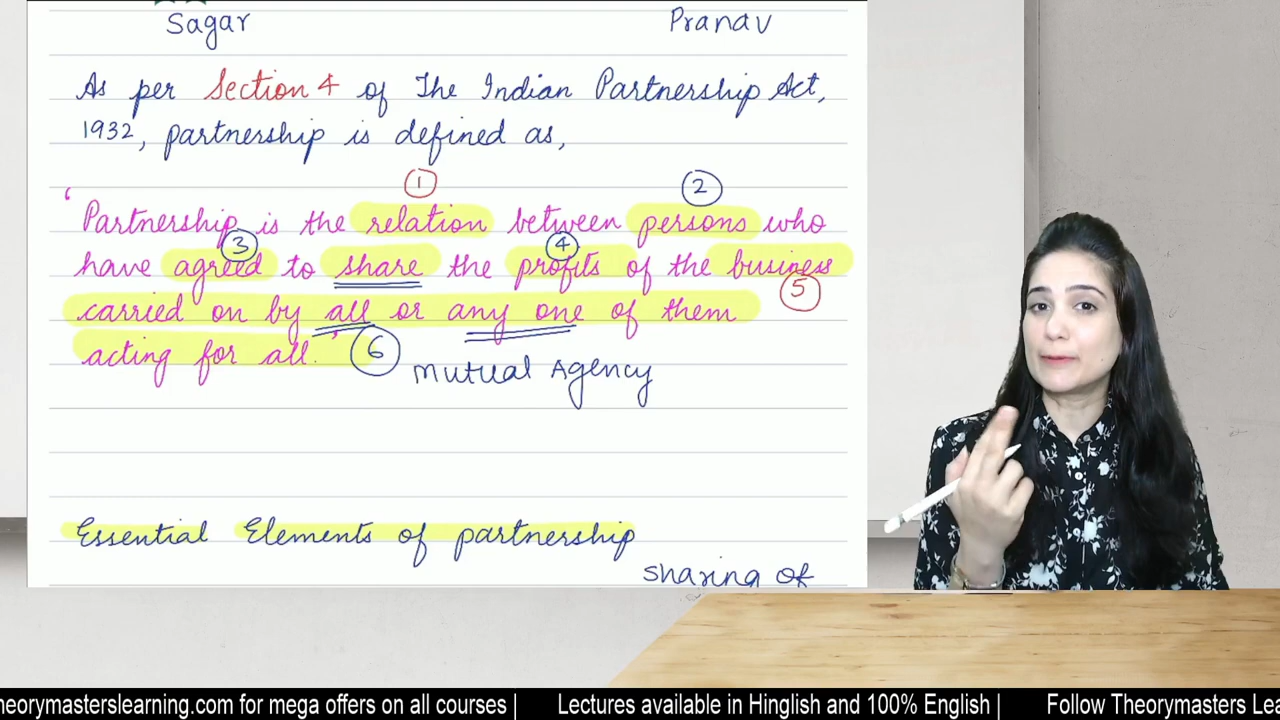 Sagar Pranav
As per Section 4 of The Indian Partnership Act,
1932, partnership is defined as,
1 2
'Partnership is the relation between persons who
3 4
have agreed to share the profits of the business
5
carried on by all or any one of them
acting for all.' 6
Mutual Agency
Essential Elements of partnership
sharing of
heorymasterslearning.com for mega offers on all courses | Lectures available in Hinglish and 100% English | Follow Theorymasters Lea